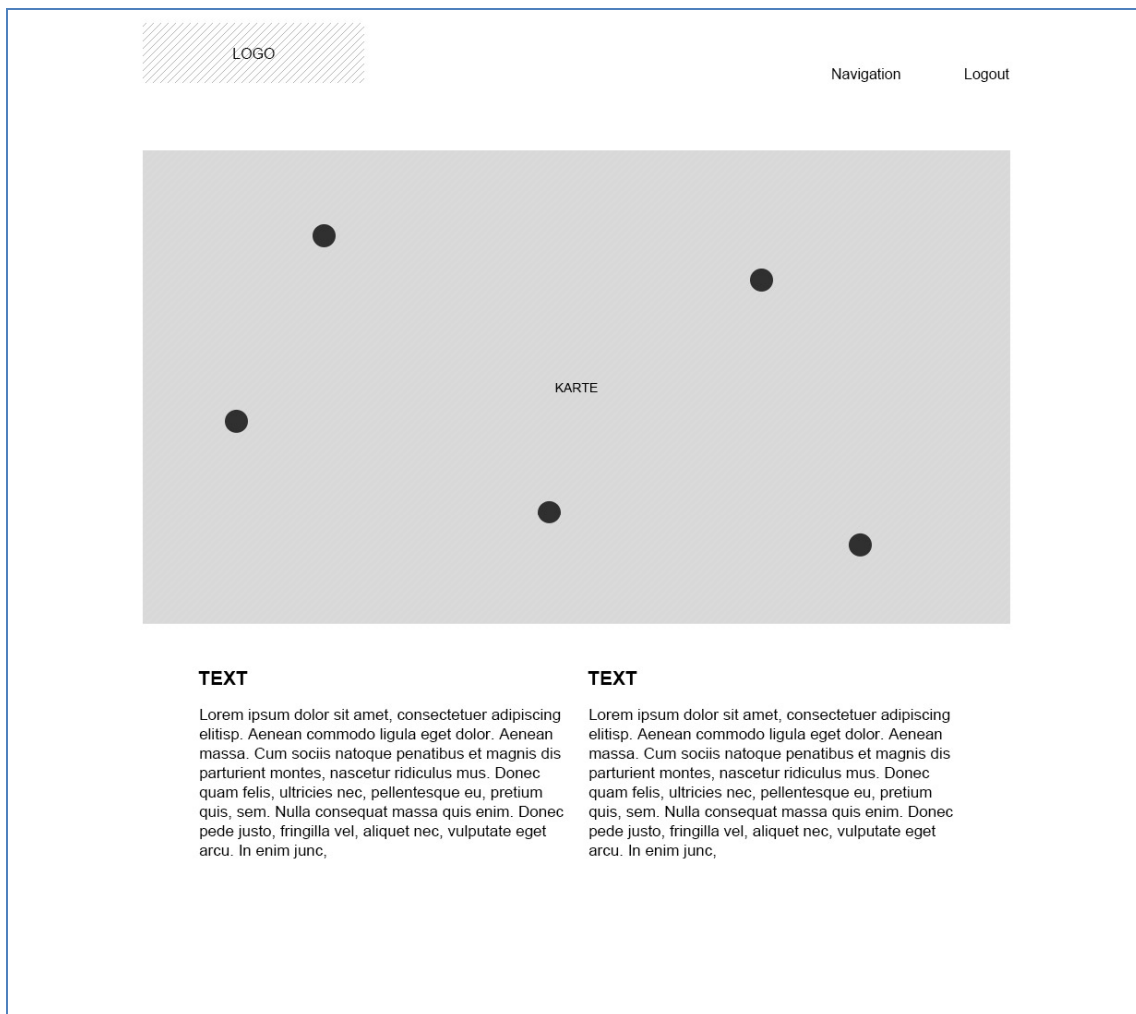 LOGO
Navigation Logout
KARTE
TEXT
Lorem ipsum dolor sit amet, consectetuer adipiscing
elitisp. Aenean commodo ligula eget dolor. Aenean
massa. Cum sociis natoque penatibus et magnis dis
parturient montes, nascetur ridiculus mus. Donec
quam felis, ultricies nec, pellentesque eu, pretium
quis, sem. Nulla consequat massa quis enim. Donec
pede justo, fringilla vel, aliquet nec, vulputate eget
arcu. In enim junc,
TEXT
Lorem ipsum dolor sit amet, consectetuer adipiscing
elitisp. Aenean commodo ligula eget dolor. Aenean
massa. Cum sociis natoque penatibus et magnis dis
parturient montes, nascetur ridiculus mus. Donec
quam felis, ultricies nec, pellentesque eu, pretium
quis, sem. Nulla consequat massa quis enim. Donec
pede justo, fringilla vel, aliquet nec, vulputate eget
arcu. In enim junc,